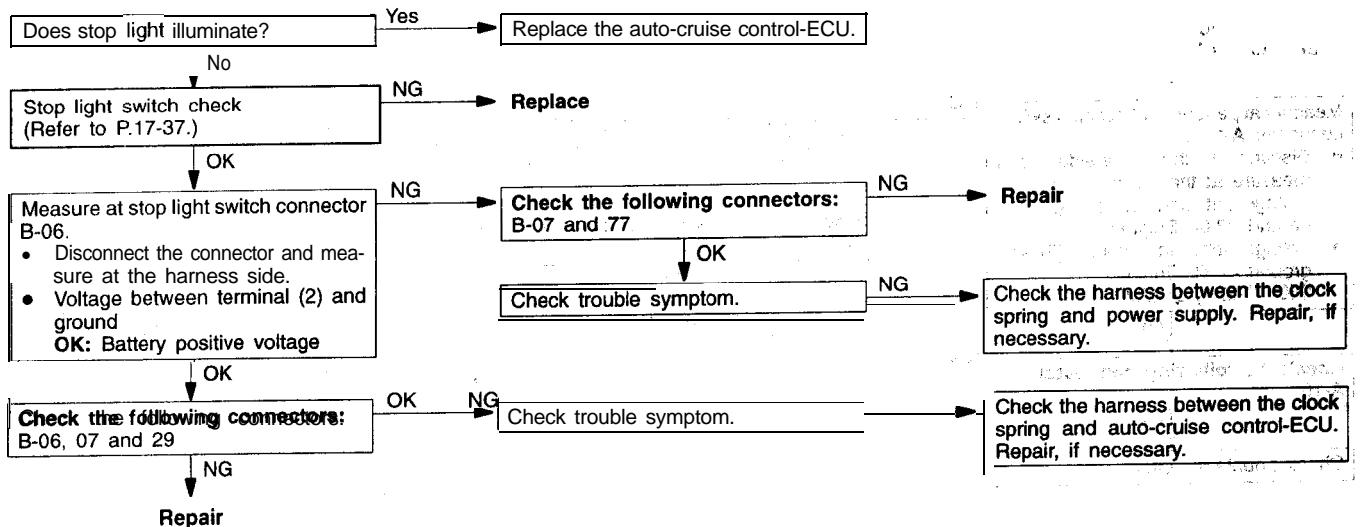 Does stop light illuminate?
Yes
Replace the auto-cruise control-ECU.
No
Stop light switch check
(Refer to P.17-37.)
NG
Replace
OK
Measure at stop light switch connector
B-06.
• Disconnect the connector and mea-
sure at the harness side.
• Voltage between terminal (2) and
ground
OK: Battery positive voltage
NG
Check the following connectors:
B-07 and 77
NG
Repair
OK
Check trouble symptom.
NG
Check the harness between the clock
spring and power supply. Repair, if
necessary.
OK
Check the following connectors:
B-06, 07 and 29
OK
NG
Check trouble symptom.
Check the harness between the clock
spring and auto-cruise control-ECU.
Repair, if necessary.
NG
Repair